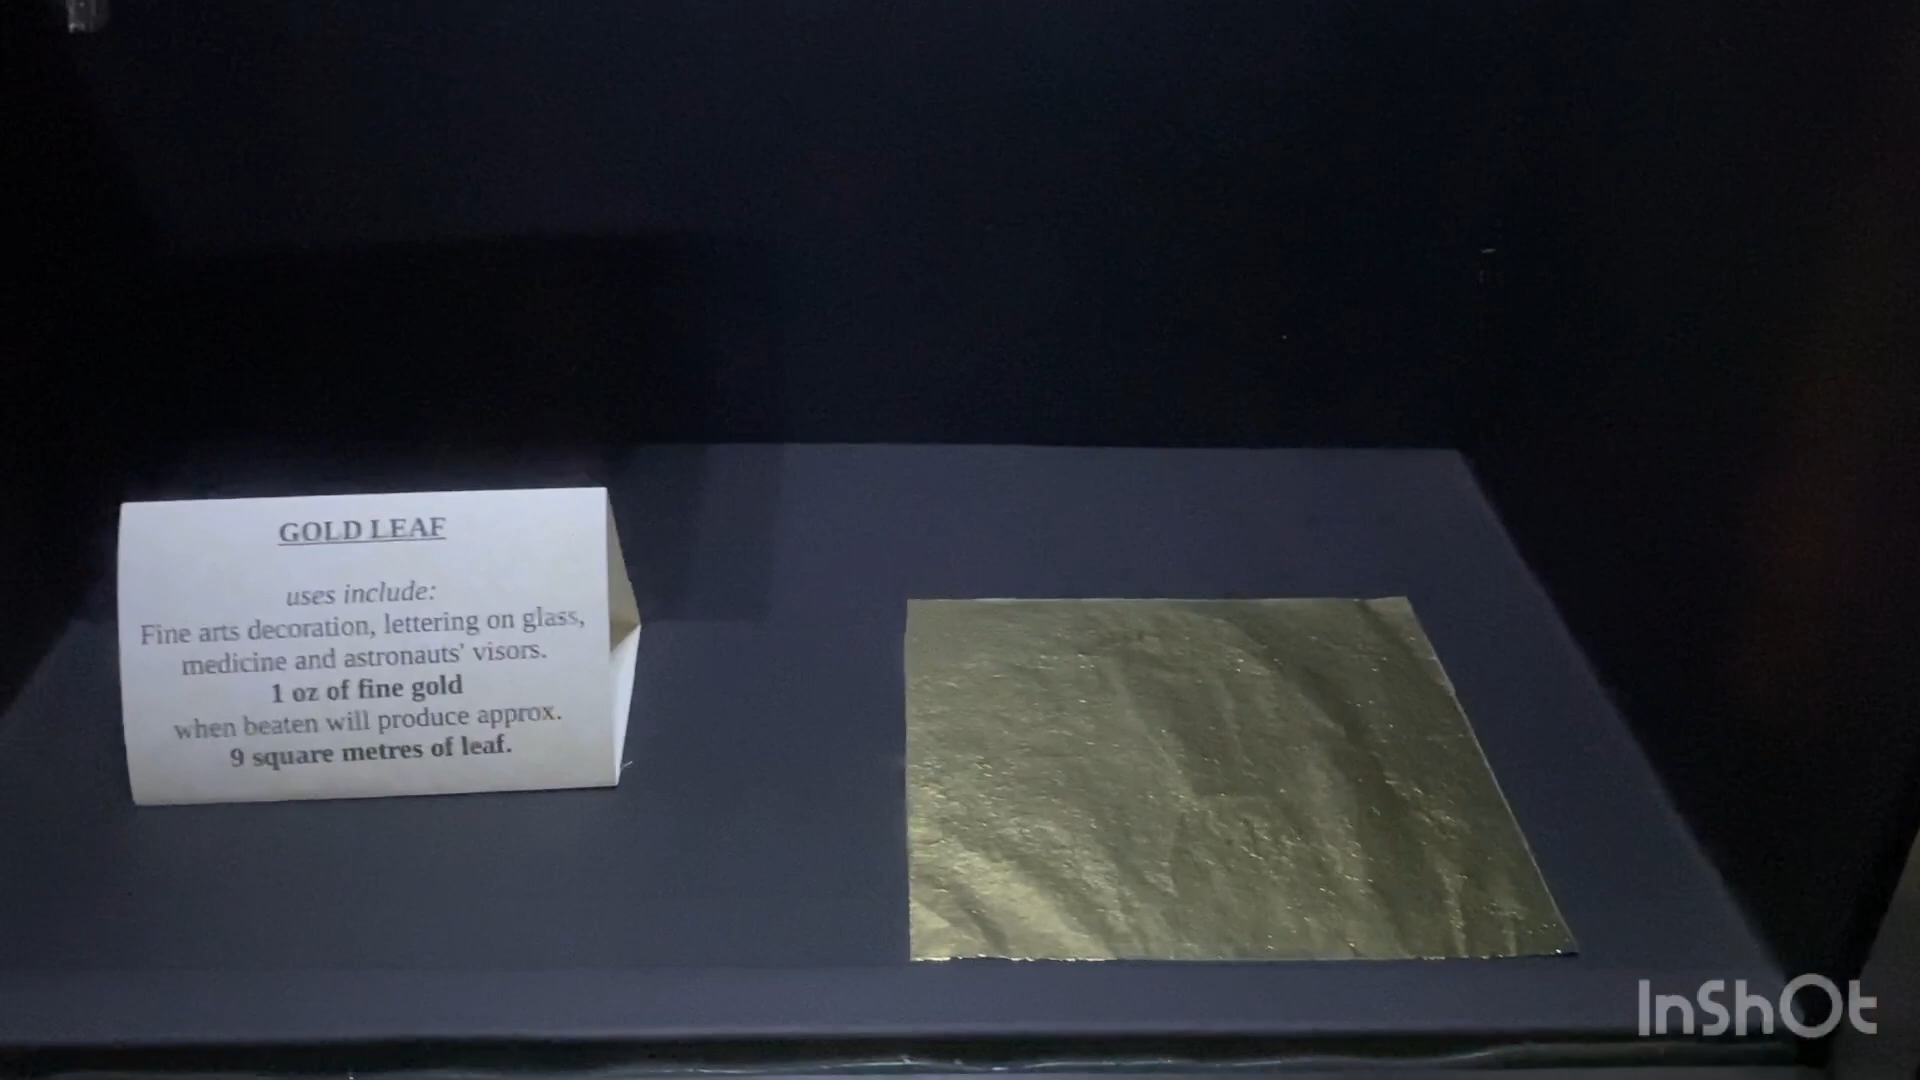 GOLD LEAF
uses include:
Fine arts decoration, lettering on glass,
medicine and astronauts' visors.
1 oz of fine gold
when beaten will produce approx.
9 square metres of leaf.
InShOt